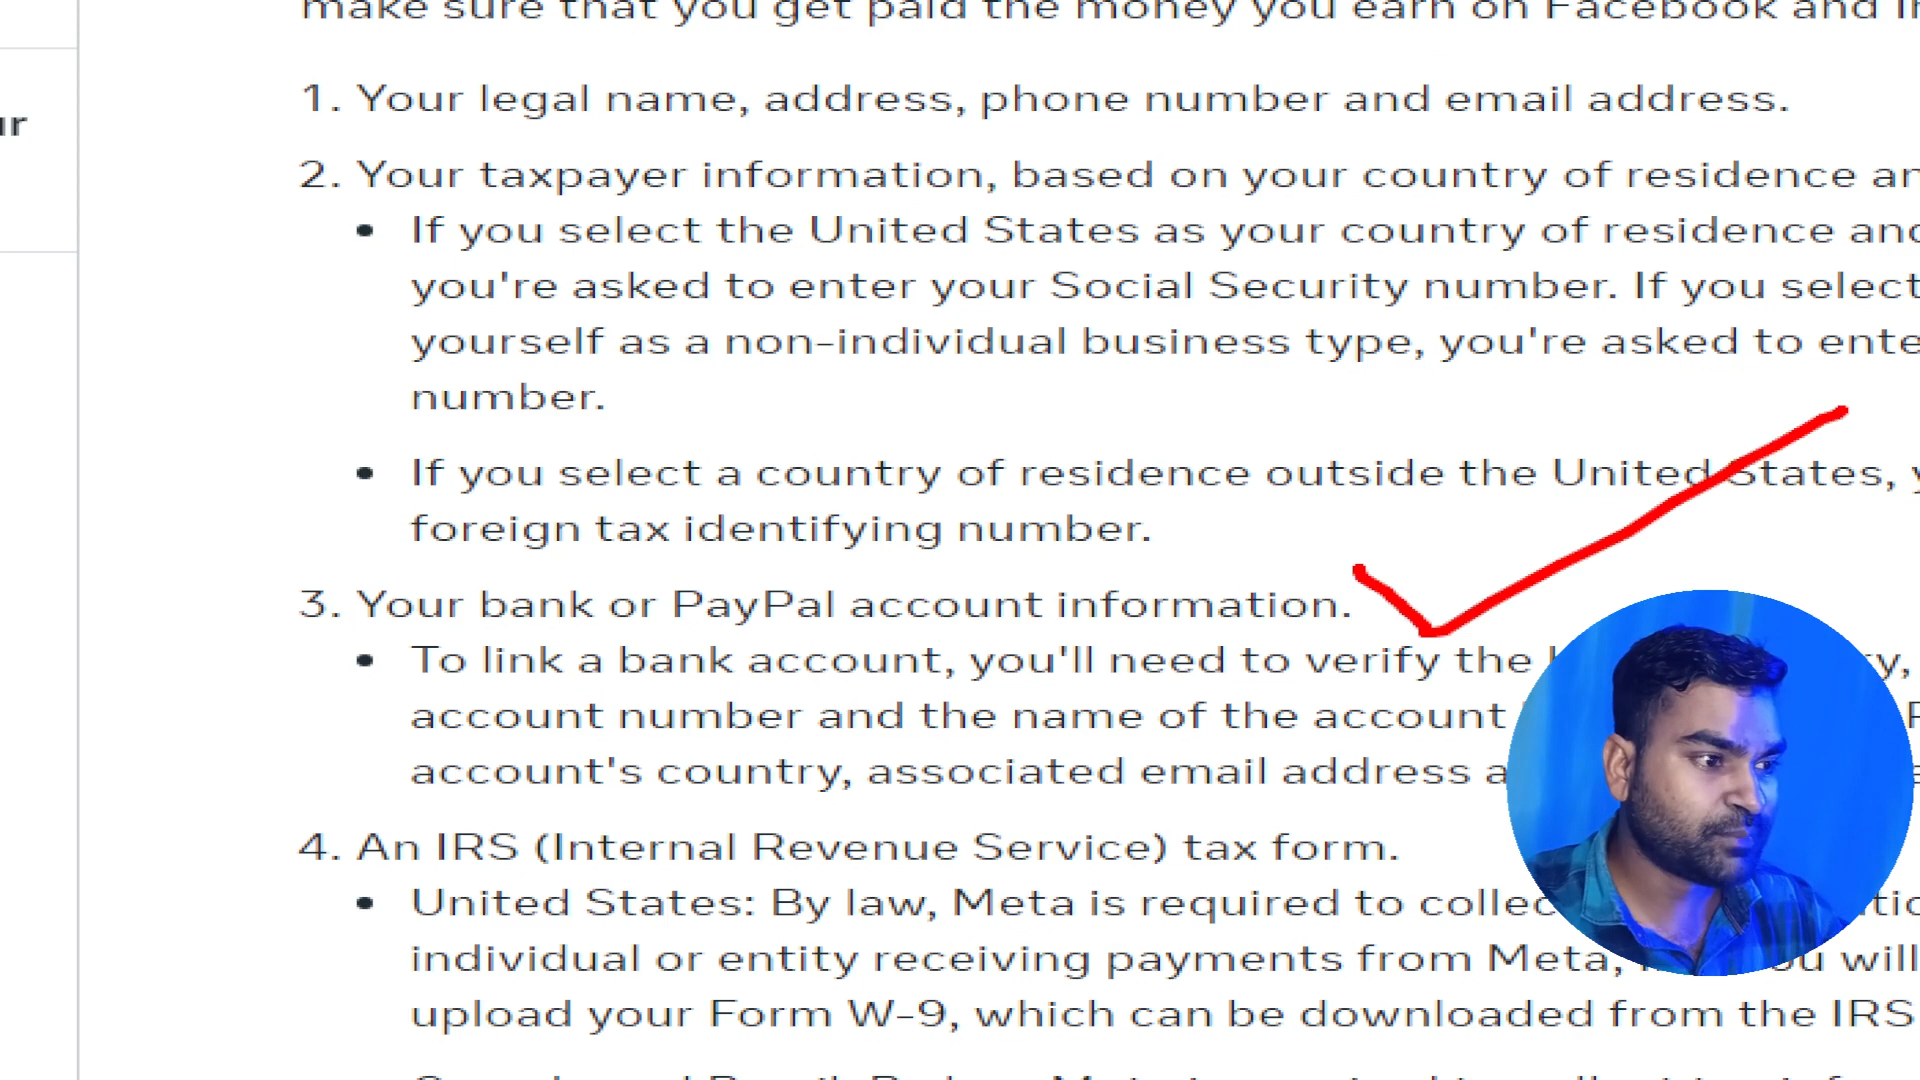 make sure that you get paid the money you earn on Facebook and
1. Your legal name, address, phone number and email address.
ur
2. Your taxpayer information, based on your country of residence
• If you select the United States as your country of residence and
you're asked to enter your Social Security number. If you select
yourself as a non-individual business type, you're asked to
number.
• If you select a country of residence outside the United States,
foreign tax identifying number.
3. Your bank or PayPal account information.
• To link a bank account, you'll need to verify the
account number and the name of the account
account's country, associated email address
4. An IRS (Internal Revenue Service) tax form.
• United States: By law, Meta is required to
individual or entity receiving payments from Meta, will
upload your Form W-9, which can be downloaded from the IRS